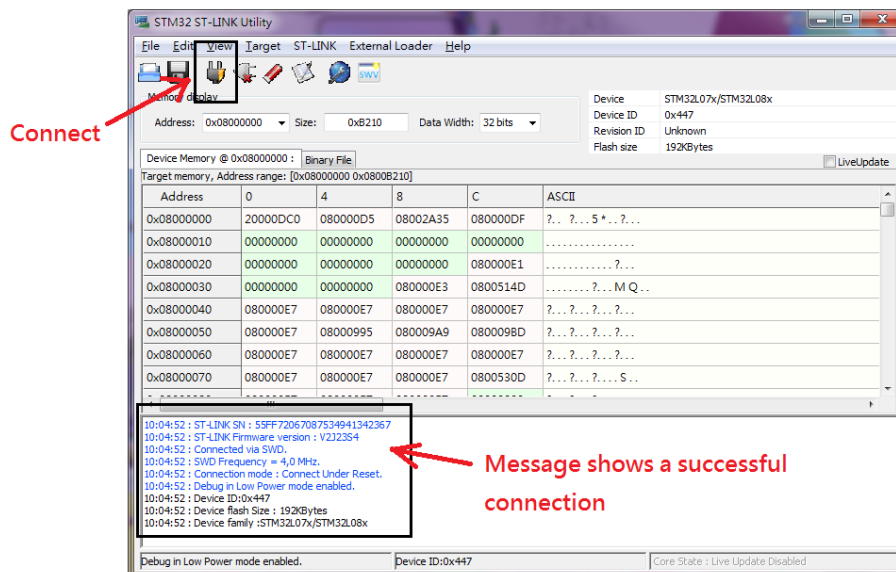 STM32 ST-LINK Utility
File Edit View Target ST-LINK External Loader Help
SWV
Memory display
Address: 0x08000000 Size: 0xB210 Data Width: 32 bits
Device STM32L07x/STM32L08x
Device ID 0x447
Revision ID Unknown
Flash size 192KBytes
LiveUpdate
Connect
Device Memory @ 0x08000000 : Binary File
Target memory, Address range: [0x08000000 0x0800B210]
Address 0 4 8 C ASCII
0x08000000 20000DC0 080000D5 08002A35 080000DF ?.. ?...5*..?...
0x08000010 00000000 00000000 00000000 00000000 ................
0x08000020 00000000 00000000 00000000 080000E1 ............?...
0x08000030 00000000 00000000 080000E3 0800514D ........?...MQ..
0x08000040 080000E7 080000E7 080000E7 080000E7 ?...?...?...?...
0x08000050 080000E7 08000995 080009A9 080009BD ?...?...?...?...
0x08000060 080000E7 080000E7 080000E7 080000E7 ?...?...?...?...
0x08000070 080000E7 080000E7 080000E7 0800530D ?...?...?....S..
10:04:52 : ST-LINK SN : 55FF72067087534941342367
10:04:52 : ST-LINK Firmware version : V2J23S4
10:04:52 : Connected via SWD.
10:04:52 : SWD Frequency = 4,0 MHz.
10:04:52 : Connection mode : Connect Under Reset.
10:04:52 : Debug in Low Power mode enabled.
10:04:52 : Device ID:0x447
10:04:52 : Device flash Size : 192KBytes
10:04:52 : Device family :STM32L07x/STM32L08x
Message shows a successful
connection
Debug in Low Power mode enabled. Device ID:0x447 Core State : Live Update Disabled